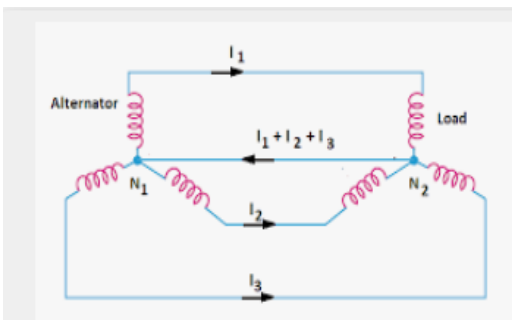 I₁
Alternator
Load
I₁ + I₂ + I₃
N₁
N₂
I₂
I₃